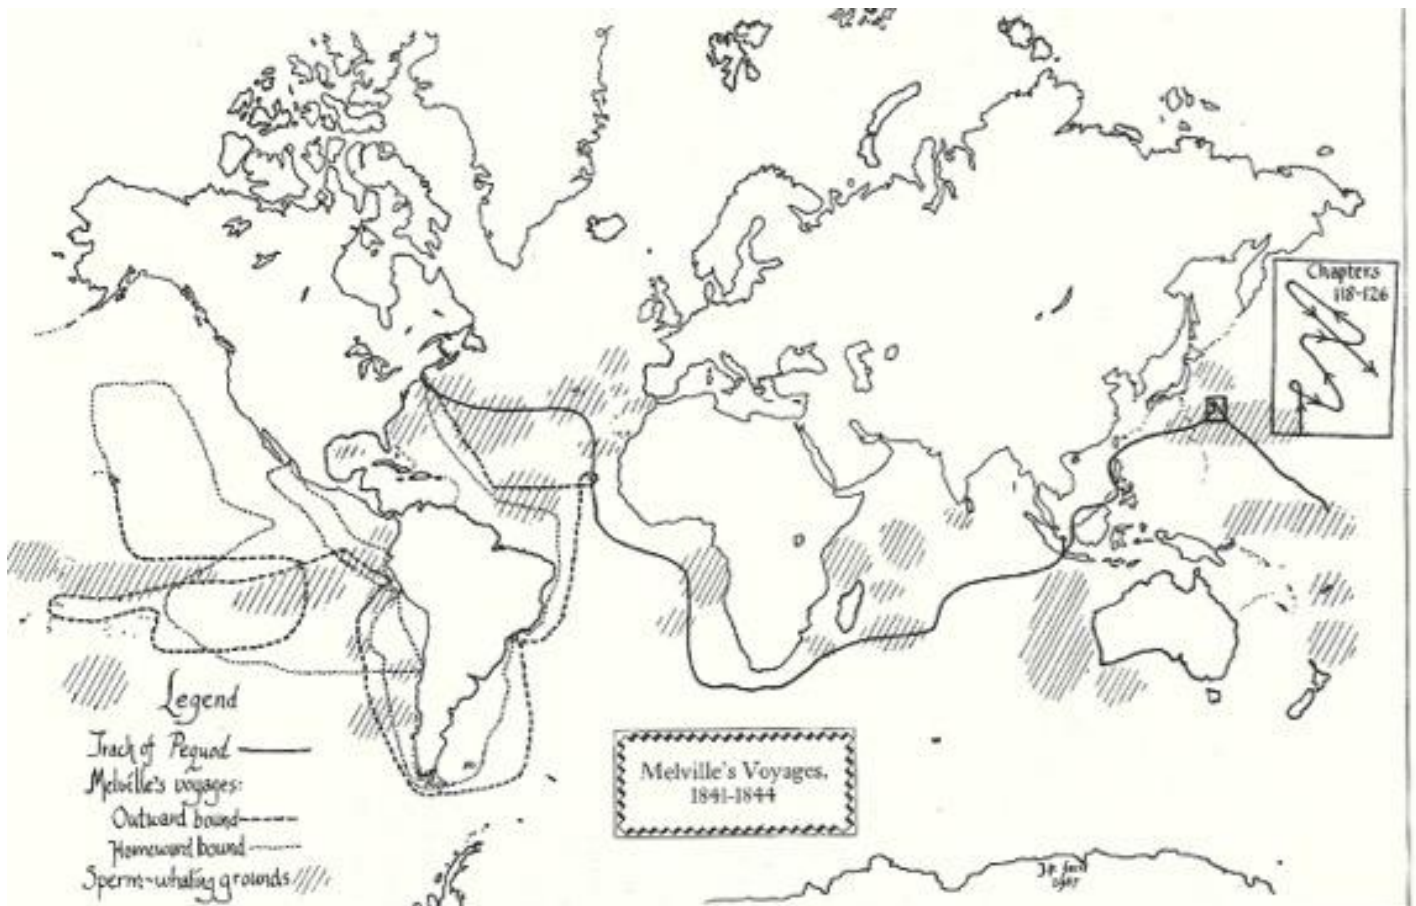 Chapters
118-126
Legend
Track of Pequod
Melville's voyages:
Outward bound
Homeward bound
Sperm-whaling grounds
Melville's Voyages,
1841-1844